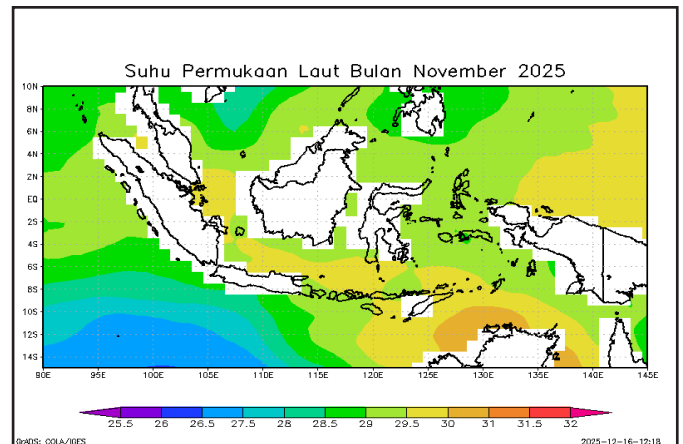 Suhu Permukaan Laut Bulan November 2025
10N
8N
6N
4N
2N
EQ
2S
4S
6S
8S
10S
12S
14S
90E 95E 100E 105E 110E 115E 120E 125E 130E 135E 140E 145E
25.5 26 26.5 27.5 28 28.5 29 29.5 30 31 31.5 32
GrADS: COLA/IGES 2025-12-16-12:18